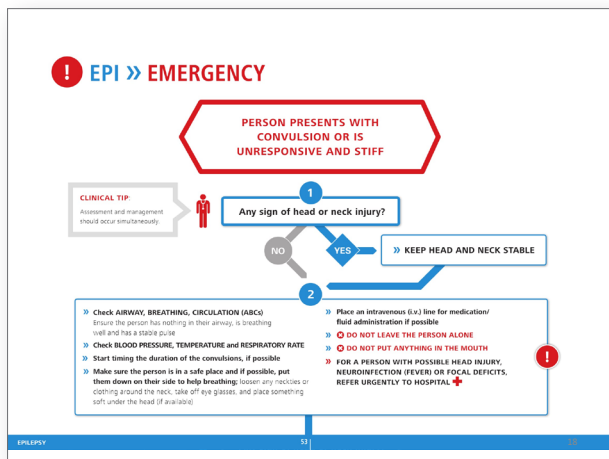 ! EPI » EMERGENCY
PERSON PRESENTS WITH
CONVULSION OR IS
UNRESPONSIVE AND STIFF
CLINICAL TIP:
Assessment and management
should occur simultaneously.
1
Any sign of head or neck injury?
NO
YES
» KEEP HEAD AND NECK STABLE
2
» Check AIRWAY, BREATHING, CIRCULATION (ABCs)
Ensure the person has nothing in their airway, is breathing
well and has a stable pulse
» Check BLOOD PRESSURE, TEMPERATURE and RESPIRATORY RATE
» Start timing the duration of the convulsions, if possible
» Make sure the person is in a safe place and if possible, put
them down on their side to help breathing; loosen any neckties or
clothing around the neck, take off eye glasses, and place something
soft under the head (if available)
» Place an intravenous (i.v.) line for medication/
fluid administration if possible
» DO NOT LEAVE THE PERSON ALONE
» DO NOT PUT ANYTHING IN THE MOUTH
» FOR A PERSON WITH POSSIBLE HEAD INJURY,
NEUROINFECTION (FEVER) OR FOCAL DEFICITS,
REFER URGENTLY TO HOSPITAL
!
EPILEPSY
53
18